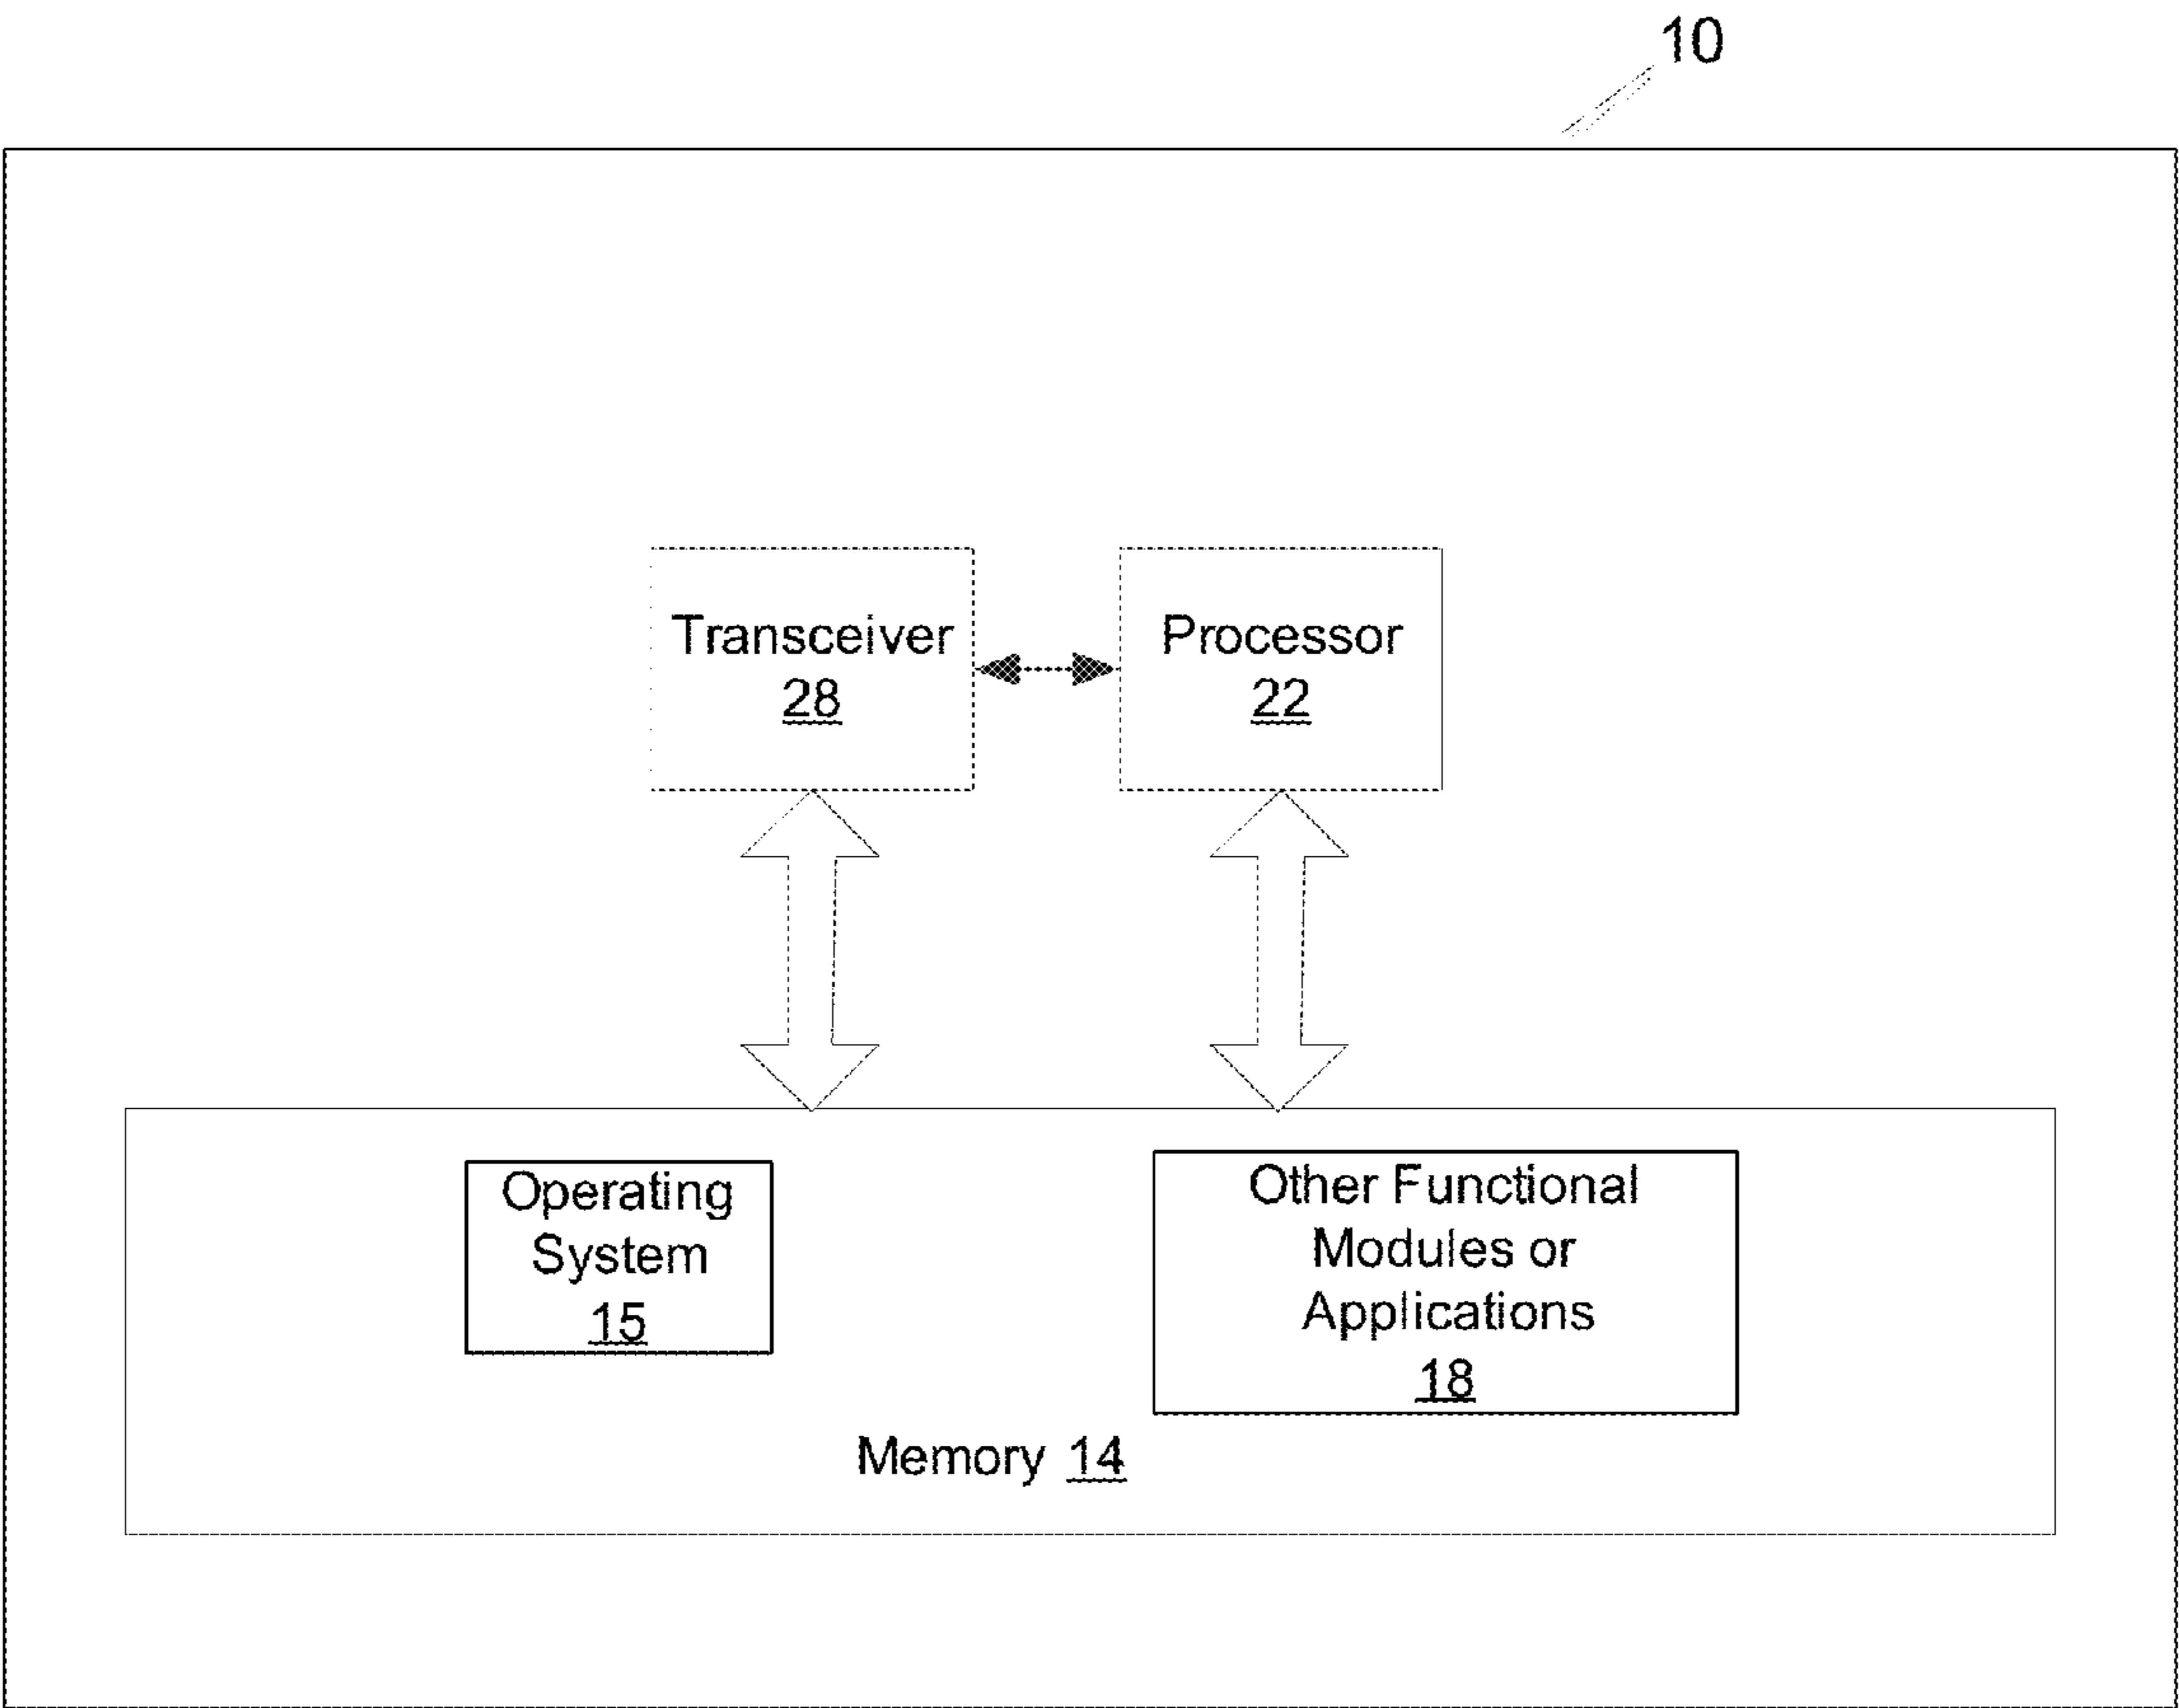 10
Transceiver
28
Processor
22
Operating
System
15
Other Functional
Modules or
Applications
18
Memory 14